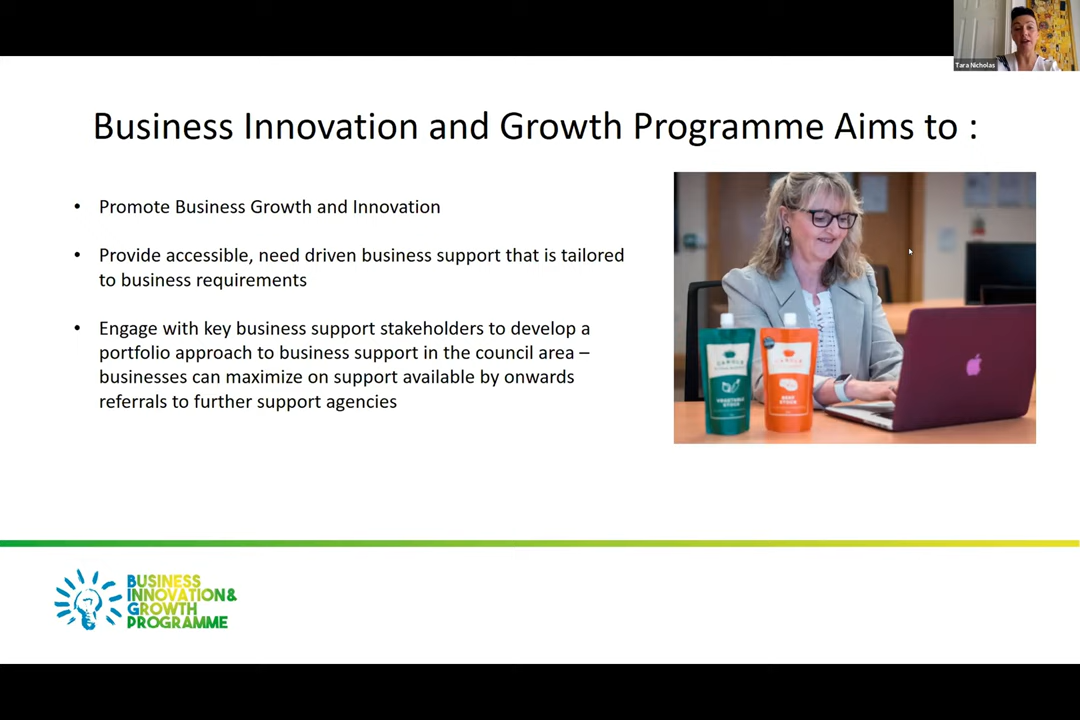 Tara Nicholas
Business Innovation and Growth Programme Aims to :
• Promote Business Growth and Innovation
• Provide accessible, need driven business support that is tailored
to business requirements
• Engage with key business support stakeholders to develop a
portfolio approach to business support in the council area –
businesses can maximize on support available by onwards
referrals to further support agencies
VEGETABLE
STOCK
BUSINESS
INNOVATION&
GROWTH
PROGRAMME